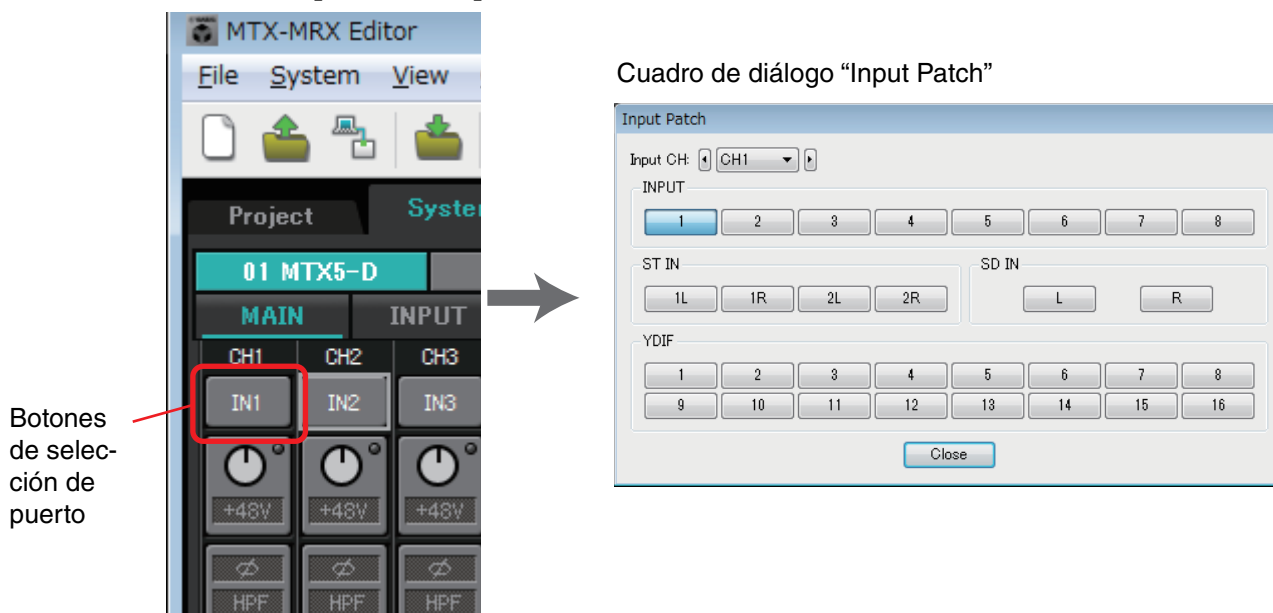 MTX-MRX Editor
File System View
Project Syste
01 MTX5-D
MAIN INPUT
CH1 CH2 CH3
IN1 IN2 IN3
+48V +48V +48V
HPF HPF HPF
Botones
de selec-
ción de
puerto
Cuadro de diálogo “Input Patch”
Input Patch
Input CH: CH1
INPUT
1 2 3 4 5 6 7 8
ST IN SD IN
1L 1R 2L 2R L R
YDIF
1 2 3 4 5 6 7 8
9 10 11 12 13 14 15 16
Close